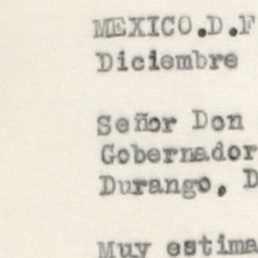 MEXICO.D.F
Diciembre
Señor Don
Gobernador
Durango, D
Muy estima